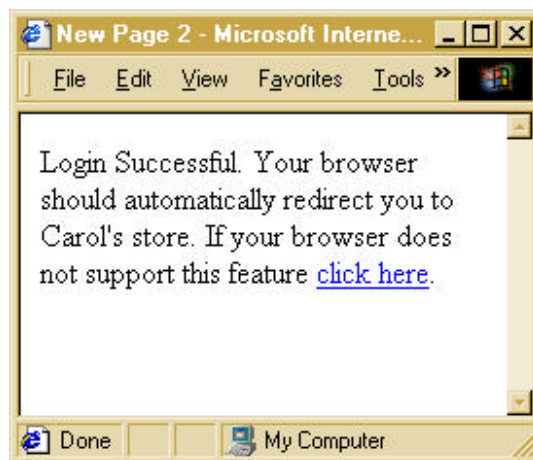 New Page 2 - Microsoft Interne...
File Edit View Favorites Tools »
Login Successful. Your browser
should automatically redirect you to
Carol's store. If your browser does
not support this feature click here.
Done My Computer